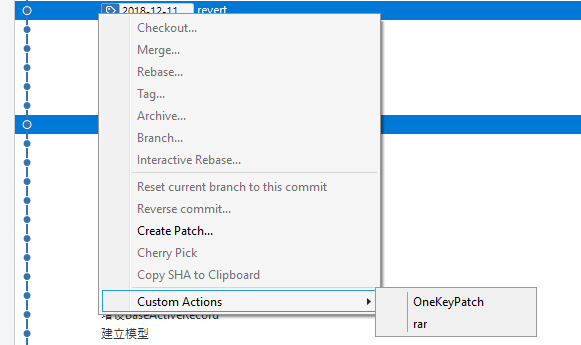 2018-12-11 revert
Checkout...
Merge...
Rebase...
Tag...
Archive...
Branch...
Interactive Rebase...
Reset current branch to this commit
Reverse commit...
Create Patch...
Cherry Pick
Copy SHA to Clipboard
Custom Actions
OneKeyPatch
rar
BaseActiveRecord
建立模型